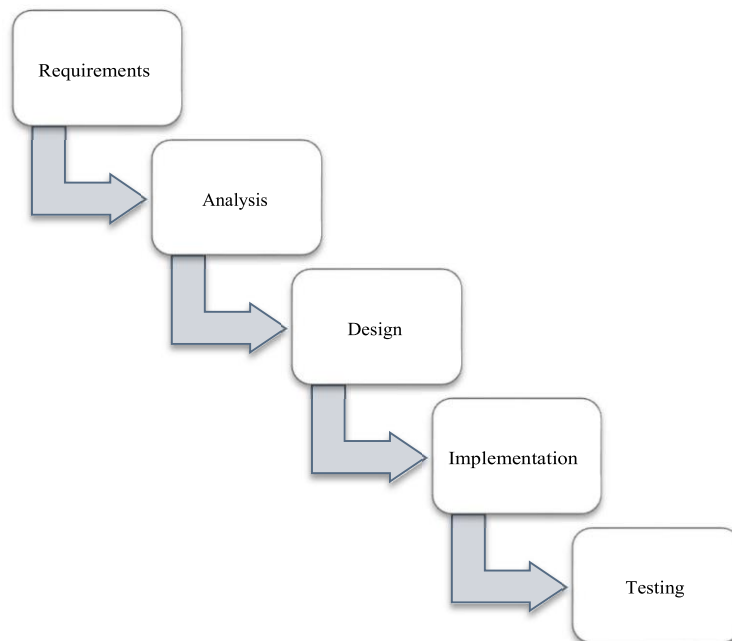 Requirements
Analysis
Design
Implementation
Testing